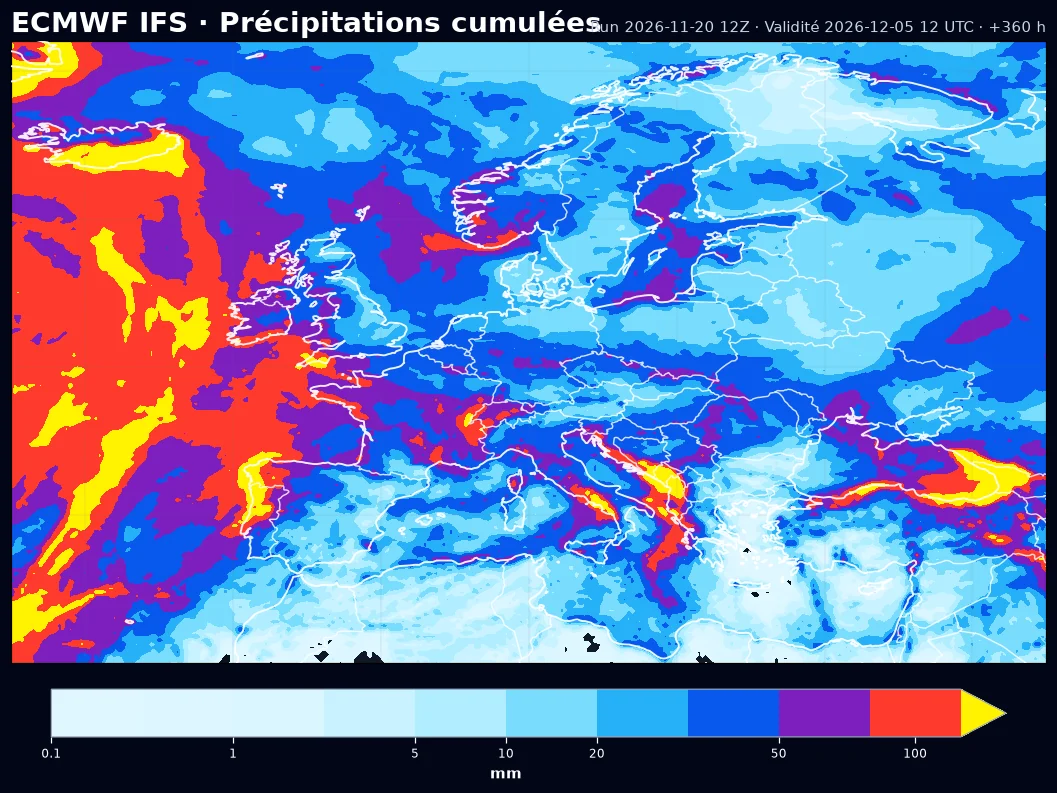 ECMWF IFS · Précipitations cumulées
Run 2026-11-20 12Z · Validité 2026-12-05 12 UTC · +360 h
0.1 1 5 10 20 50 100
mm